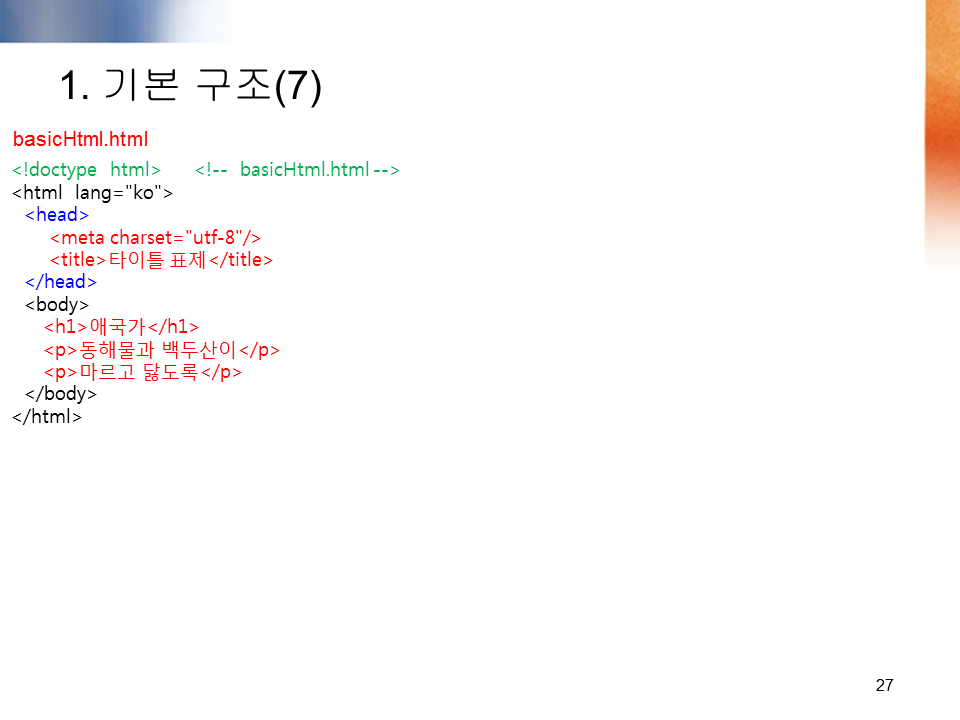 1. 기본 구조(7)
basicHtml.html
<!doctype html> <!-- basicHtml.html -->
<html lang="ko">
<head>
<meta charset="utf-8"/>
<title>타이틀 표제</title>
</head>
<body>
<h1>애국가</h1>
<p>동해물과 백두산이</p>
<p>마르고 닳도록</p>
</body>
</html>
27